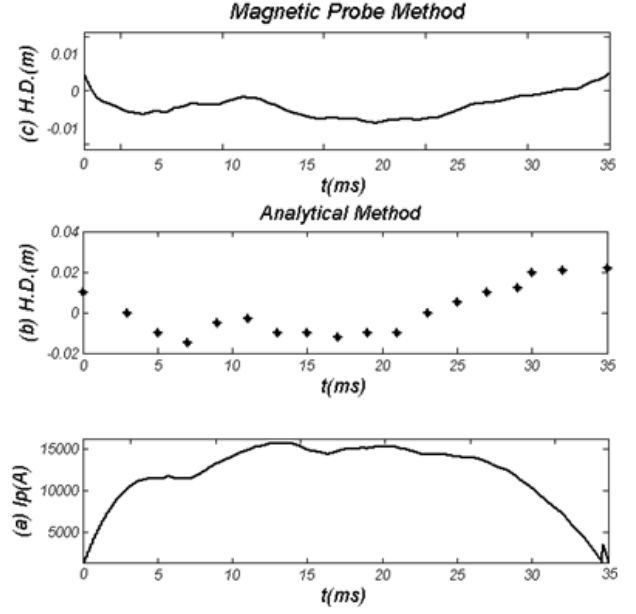 Magnetic Probe Method
(c) H.D.(m)
0.01
0
-0.01
0 5 10 15 20 25 30 35
t(ms)
Analytical Method
(b) H.D.(m)
0.04
0.02
0
-0.02
0 5 10 15 20 25 30 35
t(ms)
(a) Ip(A)
15000
10000
5000
0 5 10 15 20 25 30 35
t(ms)